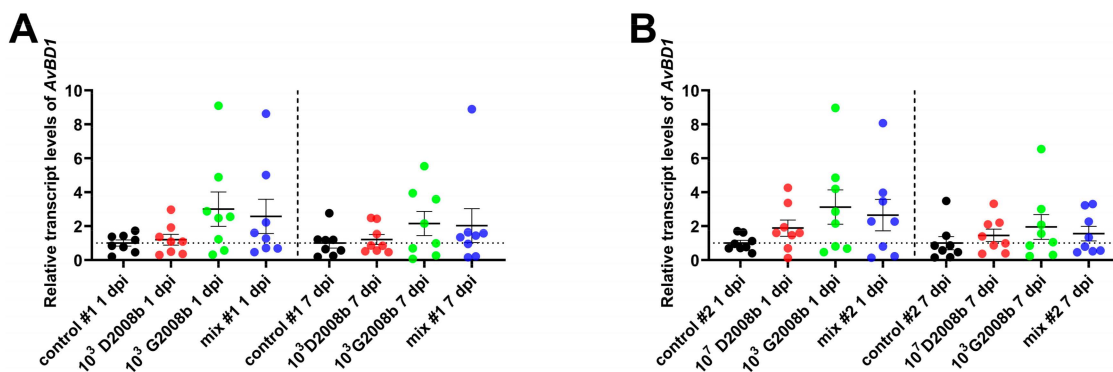 A
B
Relative transcript levels of AvBD1
10
8
6
4
2
0
control #1 1 dpi
10³ D2008b 1 dpi
10³ G2008b 1 dpi
mix #1 1 dpi
control #1 7 dpi
10³D2008b 7 dpi
10³G2008b 7 dpi
mix #1 7 dpi
Relative transcript levels of AvBD1
10
8
6
4
2
0
control #2 1 dpi
10⁷ D2008b 1 dpi
10³ G2008b 1 dpi
mix #2 1 dpi
control #2 7 dpi
10⁷D2008b 7 dpi
10³G2008b 7 dpi
mix #2 7 dpi